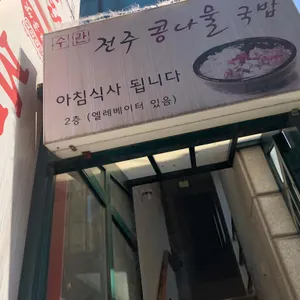 수란 전주 콩나물 국밥
아침식사 됩니다
2층 (엘레베이터 있음)